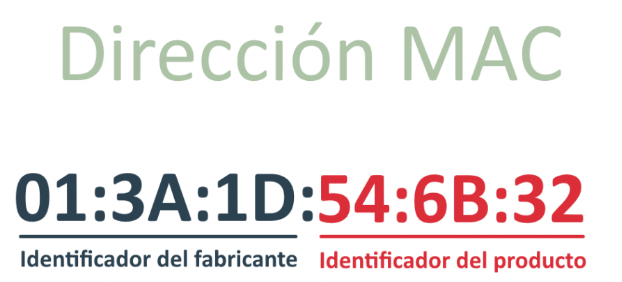 Dirección MAC
01:3A:1D:54:6B:32
Identificador del fabricante Identificador del producto